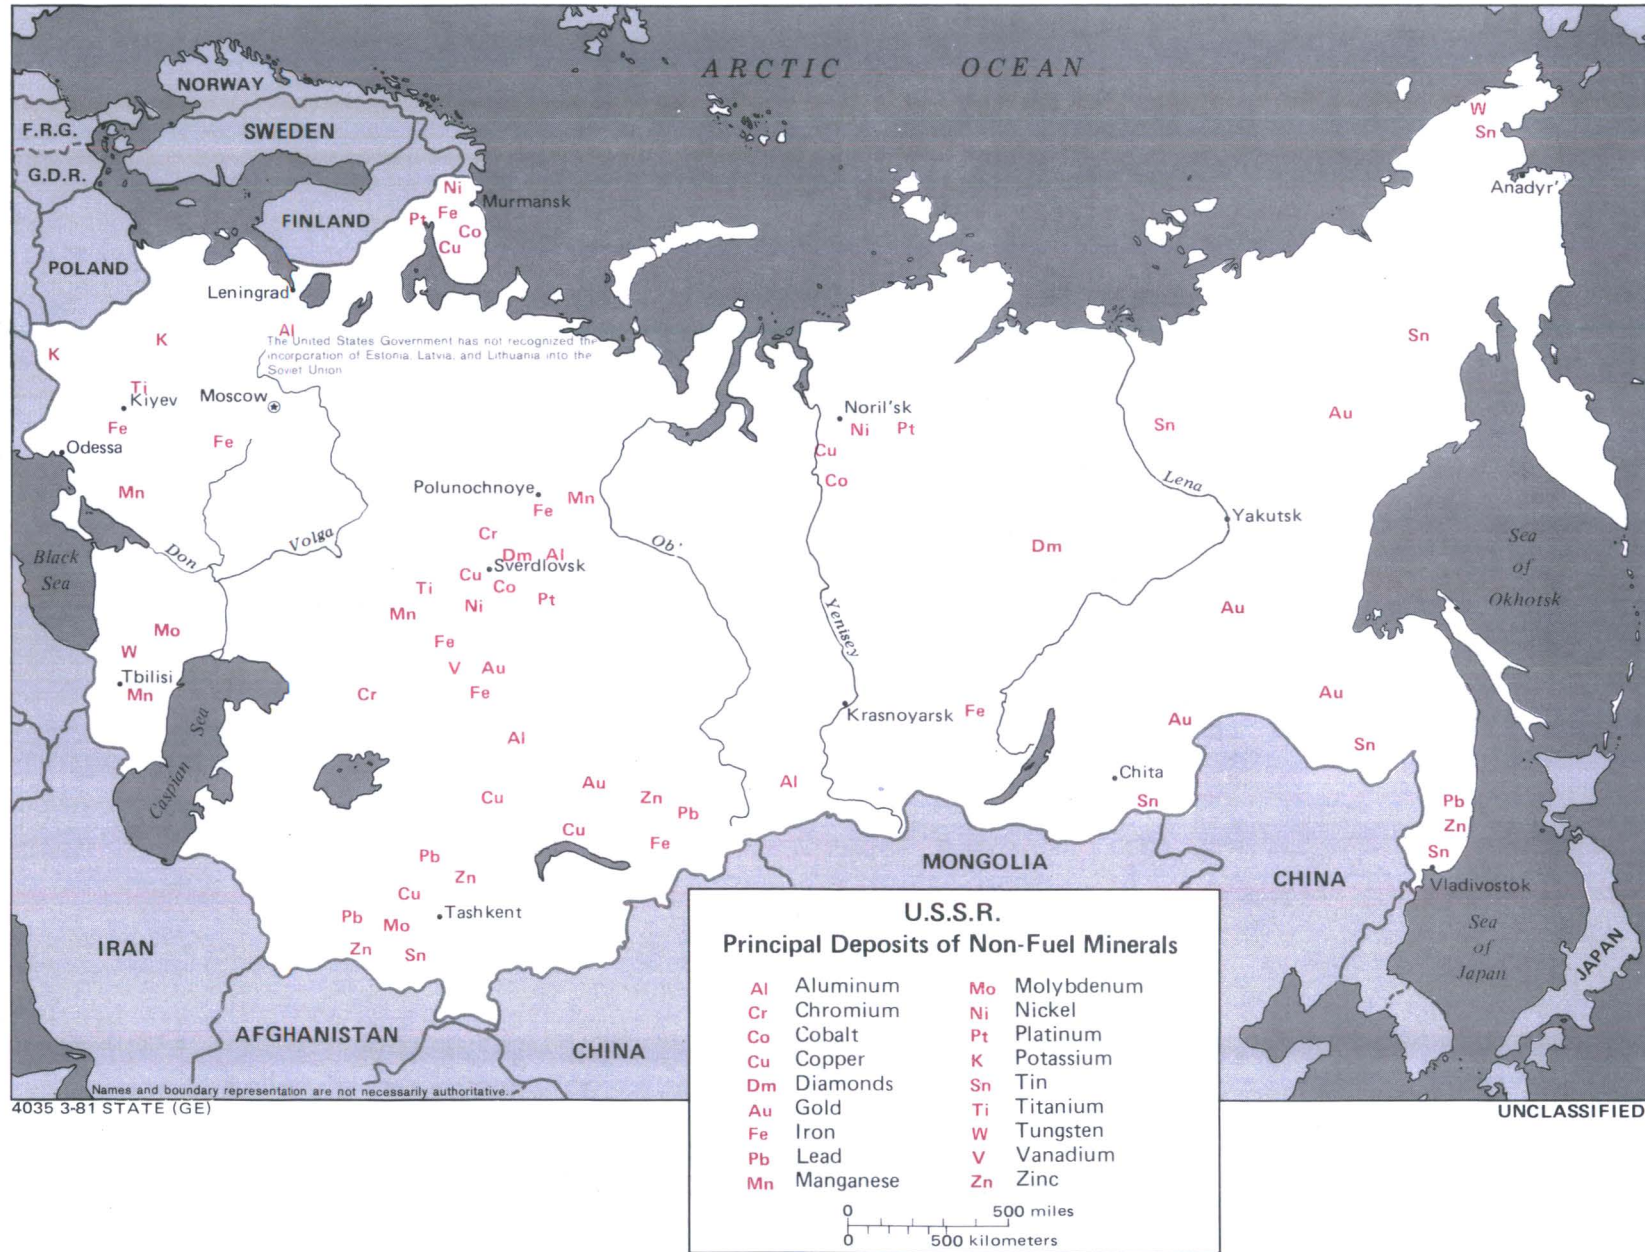 ARCTIC OCEAN
NORWAY
F.R.G.
SWEDEN
G.D.R.
FINLAND
POLAND
W
Sn
Anadyr'
Ni
Murmansk
Fe
Pt
Co
Cu
Leningrad
Al
K
K
The United States Government has not recognized the
incorporation of Estonia, Latvia, and Lithuania into the
Soviet Union
Ti
Kiyev
Moscow
Fe
Fe
Odessa
Mn
Noril'sk
Ni
Pt
Cu
Co
Sn
Sn
Au
Lena
Yakutsk
Polunochnoye
Mn
Fe
Cr
Dm
Al
Sverdlovsk
Cu
Co
Ti
Ni
Pt
Mn
Fe
V
Au
Fe
Cr
Al
Black
Sea
Don
Volga
Ob'
Yenisey
Dm
Sea
of
Okhotsk
Au
Mo
W
Tbilisi
Mn
Caspian
Sea
Krasnoyarsk
Fe
Au
Au
Sn
Chita
Sn
Al
Au
Zn
Pb
Cu
Cu
Fe
Pb
Zn
Cu
Pb
Mo
Tashkent
Zn
Sn
Pb
Zn
Sn
Vladivostok
Sea
of
Japan
JAPAN
MONGOLIA
CHINA
IRAN
AFGHANISTAN
CHINA
U.S.S.R.
Principal Deposits of Non-Fuel Minerals
Al Aluminum
Cr Chromium
Co Cobalt
Cu Copper
Dm Diamonds
Au Gold
Fe Iron
Pb Lead
Mn Manganese
Mo Molybdenum
Ni Nickel
Pt Platinum
K Potassium
Sn Tin
Ti Titanium
W Tungsten
V Vanadium
Zn Zinc
0 500 miles
0 500 kilometers
Names and boundary representation are not necessarily authoritative.
4035 3-81 STATE (GE)
UNCLASSIFIED